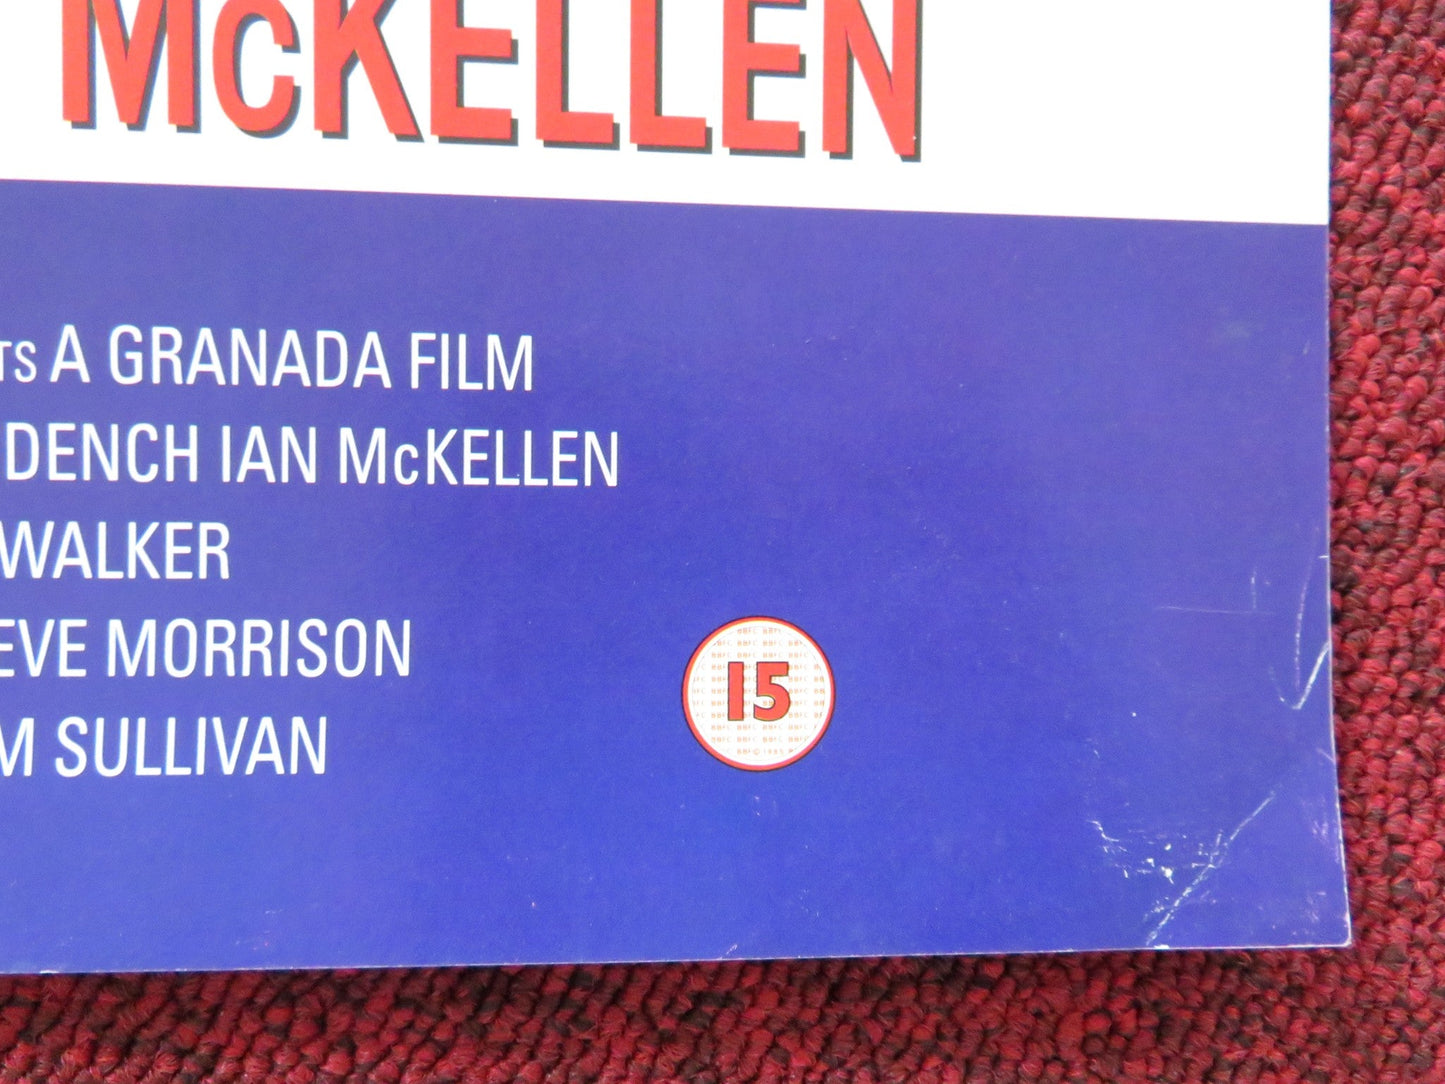 McKELLEN
TS A GRANADA FILM
DENCH IAN McKELLEN
WALKER
EVE MORRISON
M SULLIVAN
15